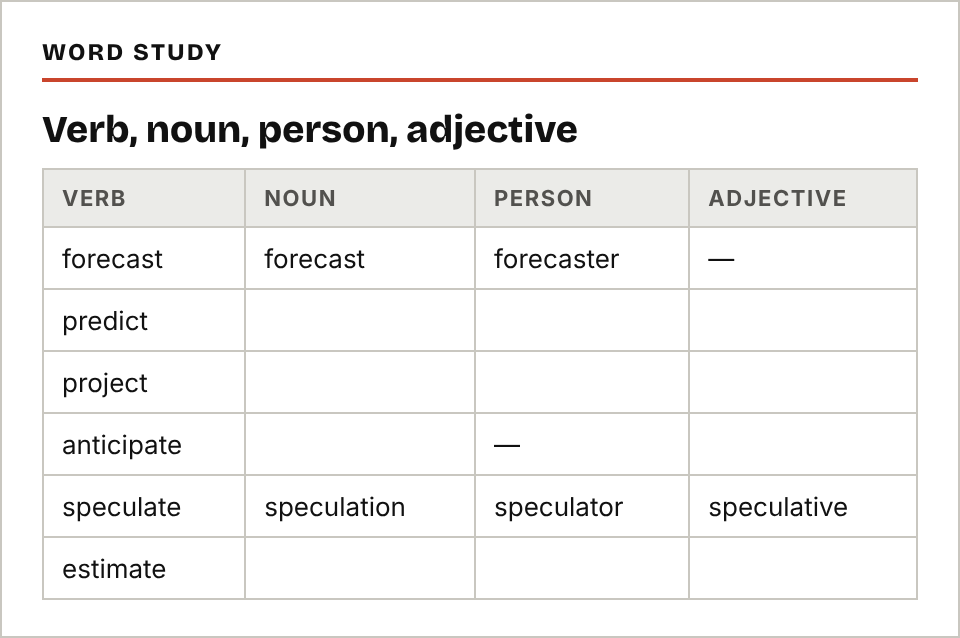 WORD STUDY
Verb, noun, person, adjective
VERB NOUN PERSON ADJECTIVE
forecast forecast forecaster —
predict
project
anticipate —
speculate speculation speculator speculative
estimate